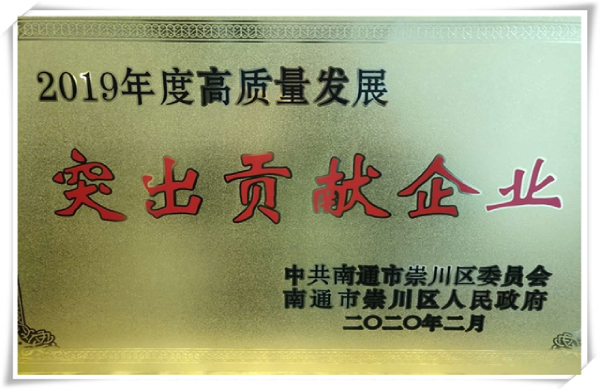 2019年度高质量发展
突出贡献企业
中共南通市崇川区委员会
南通市崇川区人民政府
二〇二〇年二月